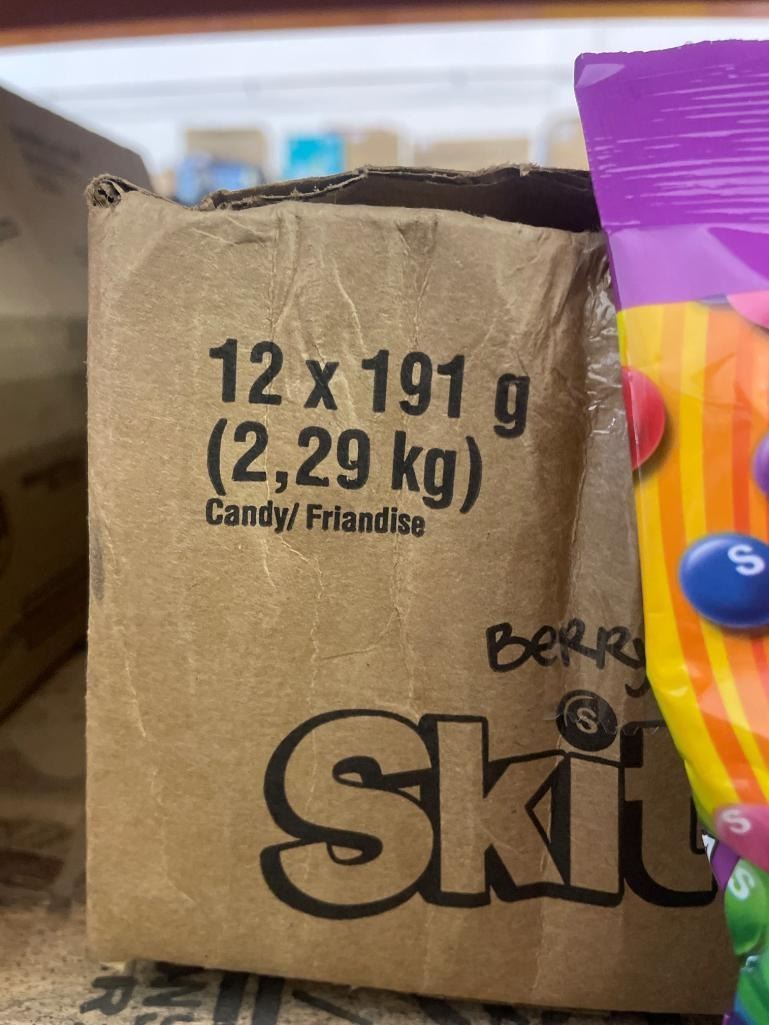 12 x 191 g
(2,29 kg)
Candy/ Friandise
Berry
Skit
S
S
S
S